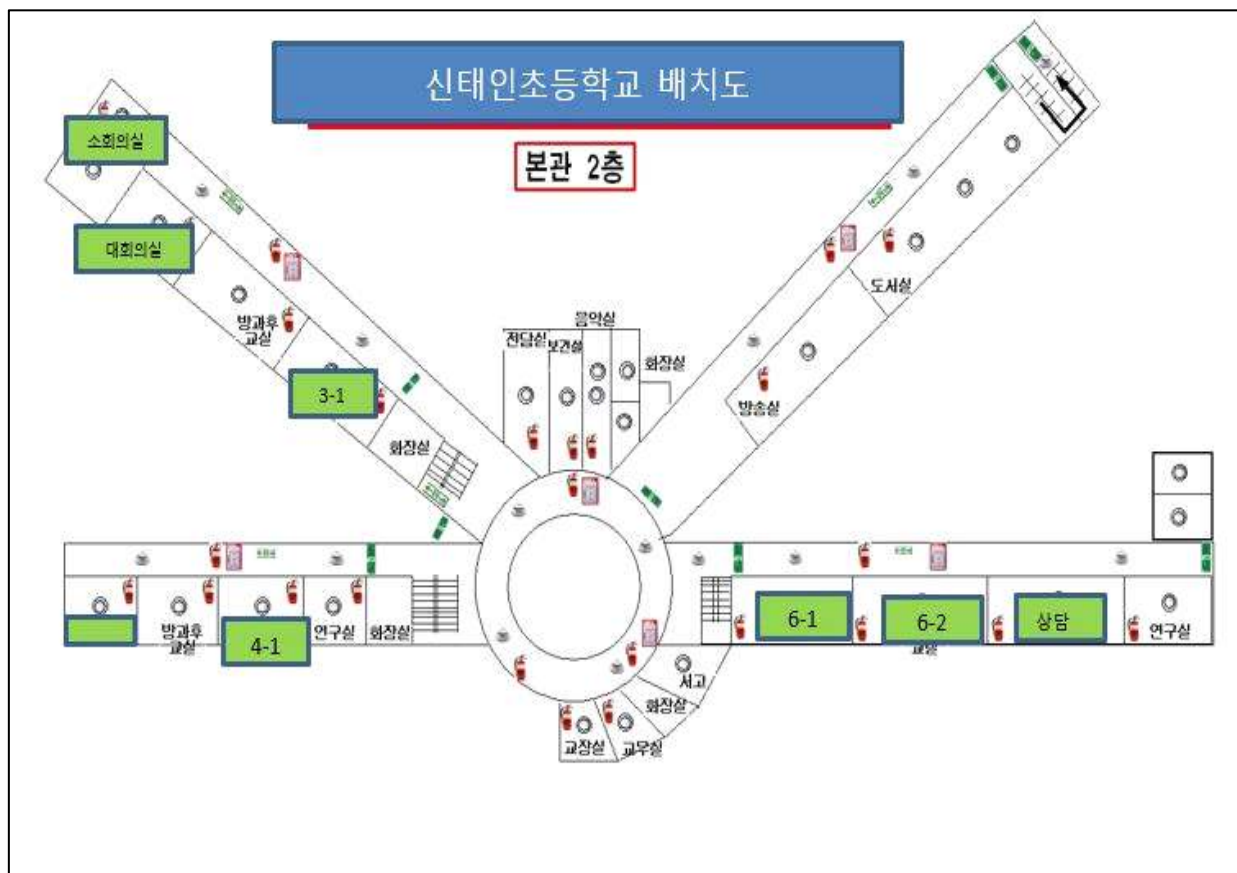 신태인초등학교 배치도
본관 2층
소회의실
대회의실
방과후
교실
3-1
화장실
전담실
보건실
음악실
화장실
도서실
방송실
방과후
교실
4-1
연구실
화장실
6-1
6-2
교실
상담
연구실
서고
화장실
교무실
교장실